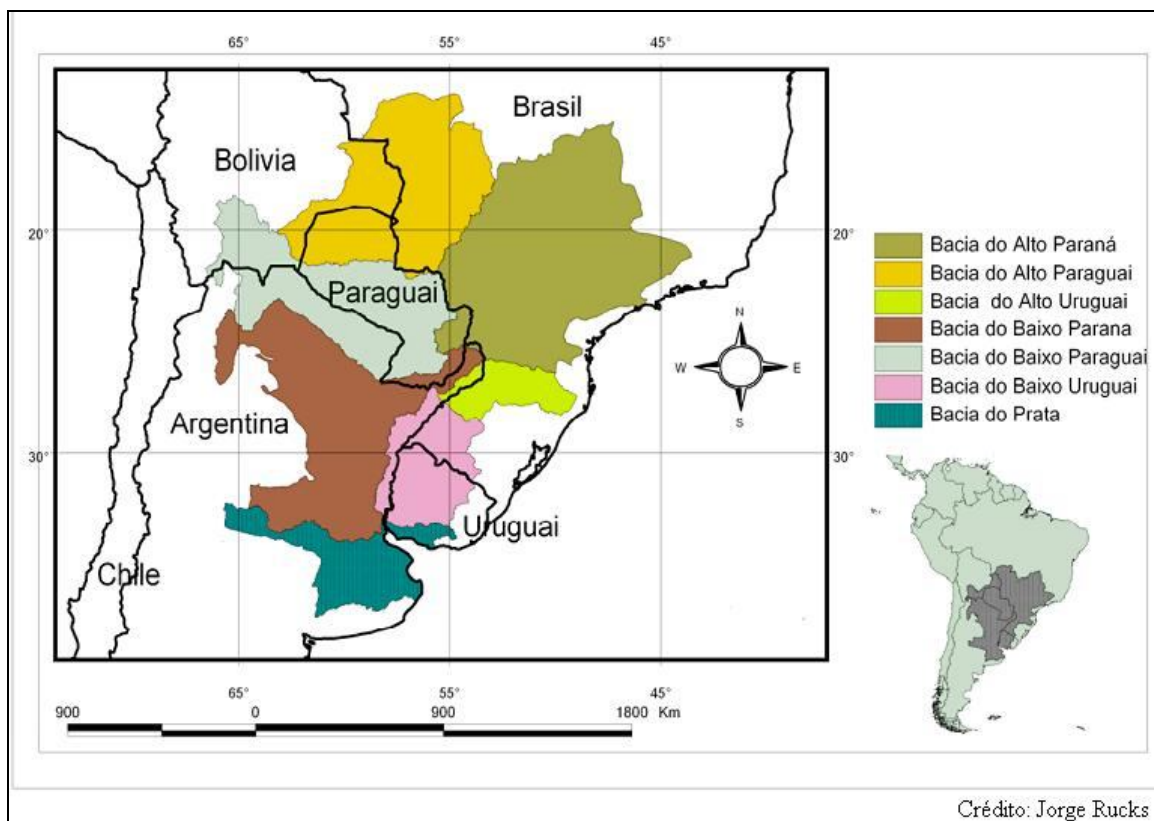 65°
55°
45°
Brasil
Bolivia
20°
20°
Paraguai
Argentina
30°
30°
Uruguai
Chile
65°
55°
45°
900
0
900
1800 Km
N
W
E
S
Bacia do Alto Paraná
Bacia do Alto Paraguai
Bacia do Alto Uruguai
Bacia do Baixo Parana
Bacia do Baixo Paraguai
Bacia do Baixo Uruguai
Bacia do Prata
Crédito: Jorge Rucks